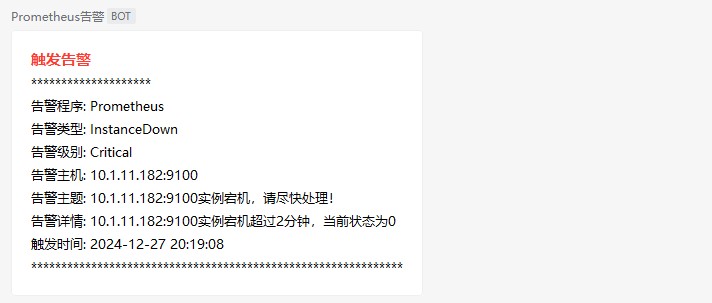 Prometheus告警 BOT
触发告警
********************
告警程序: Prometheus
告警类型: InstanceDown
告警级别: Critical
告警主机: 10.1.11.182:9100
告警主题: 10.1.11.182:9100实例宕机，请尽快处理！
告警详情: 10.1.11.182:9100实例宕机超过2分钟，当前状态为0
触发时间: 2024-12-27 20:19:08
**************************************************************